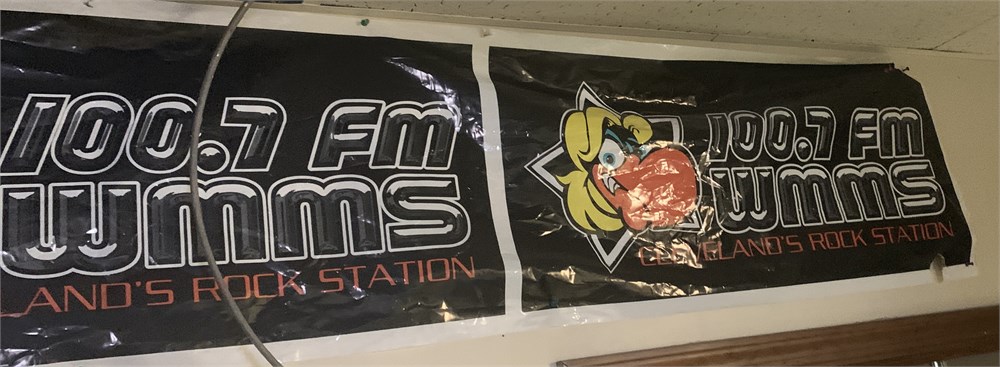 100.7 FM
WMMS
LAND'S ROCK STATION
100.7 FM
WMMS
CLEVELAND'S ROCK STATION